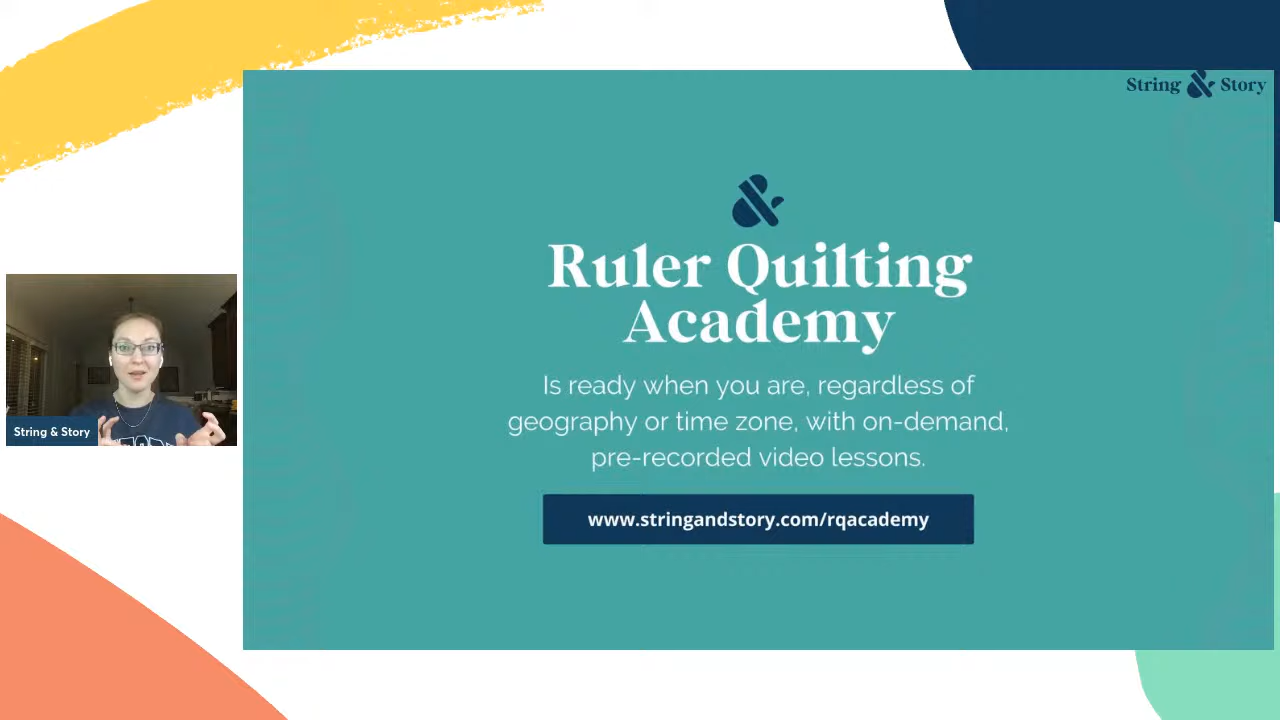 String & Story
&
Ruler Quilting
Academy
Is ready when you are, regardless of
geography or time zone, with on-demand,
pre-recorded video lessons.
www.stringandstory.com/rqacademy
String & Story